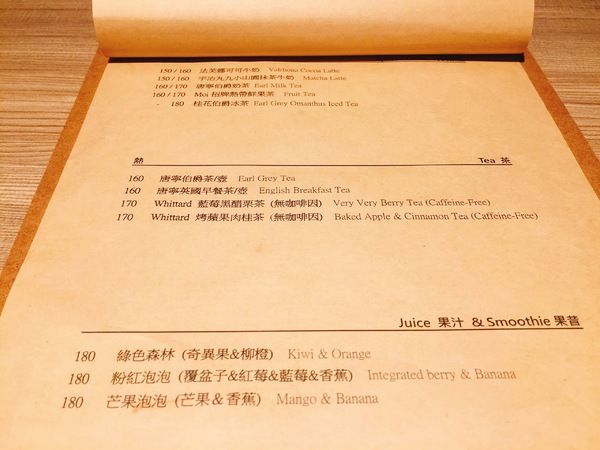 150 / 160 法芙娜可可牛奶 Valrhona Cocoa Latte
150 / 160 宇治丸九小山園抹茶牛奶 Matcha Latte
160 / 170 唐寧伯爵奶茶 Earl Milk Tea
160 / 170 Moi 招牌熱帶鮮果茶 Fruit Tea
- 180 桂花伯爵冰茶 Earl Grey Omanthus Iced Tea
熱 Tea 茶
160 唐寧伯爵茶/壺 Earl Grey Tea
160 唐寧英國早餐茶/壺 English Breakfast Tea
170 Whittard 藍莓黑醋栗茶 (無咖啡因) Very Very Berry Tea (Caffeine-Free)
170 Whittard 烤蘋果肉桂茶 (無咖啡因) Baked Apple & Cinnamon Tea (Caffeine-Free)
Juice 果汁 & Smoothie 果昔
180 綠色森林 (奇異果&柳橙) Kiwi & Orange
180 粉紅泡泡 (覆盆子&紅莓&藍莓&香蕉) Integrated berry & Banana
180 芒果泡泡 (芒果&香蕉) Mango & Banana